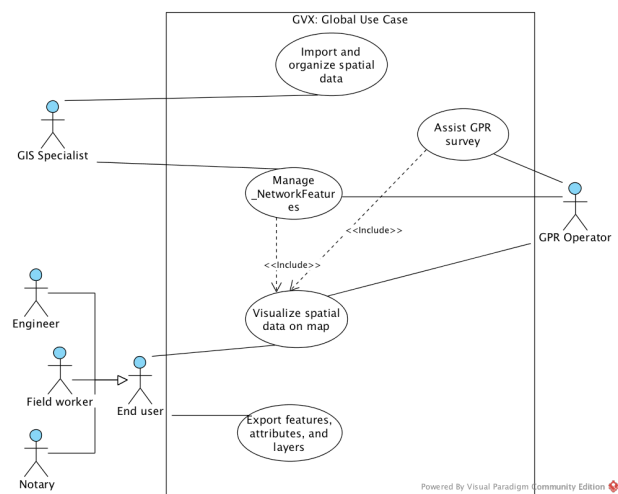 GVX: Global Use Case
Import and
organize spatial
data
GIS Specialist
Assist GPR
survey
Manage
_NetworkFeatur
es
GPR Operator
<<Include>>
<<Include>>
Visualize spatial
data on map
Engineer
Field worker
End user
Export features,
attributes, and
layers
Notary
Powered By Visual Paradigm Community Edition